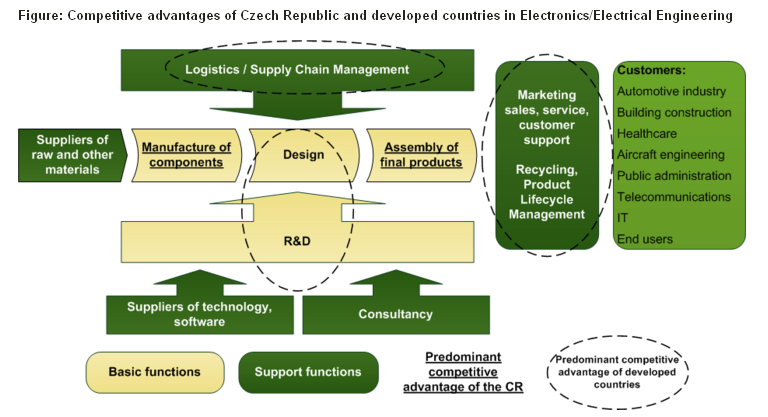 Figure: Competitive advantages of Czech Republic and developed countries in Electronics/Electrical Engineering
Logistics / Supply Chain Management
Suppliers of
raw and other
materials
Manufacture of
components
Design
Assembly of
final products
Marketing
sales, service,
customer
support
Recycling,
Product
Lifecycle
Management
Customers:
Automotive industry
Building construction
Healthcare
Aircraft engineering
Public administration
Telecommunications
IT
End users
R&D
Suppliers of technology,
software
Consultancy
Basic functions
Support functions
Predominant
competitive
advantage of the CR
Predominant competitive
advantage of developed
countries